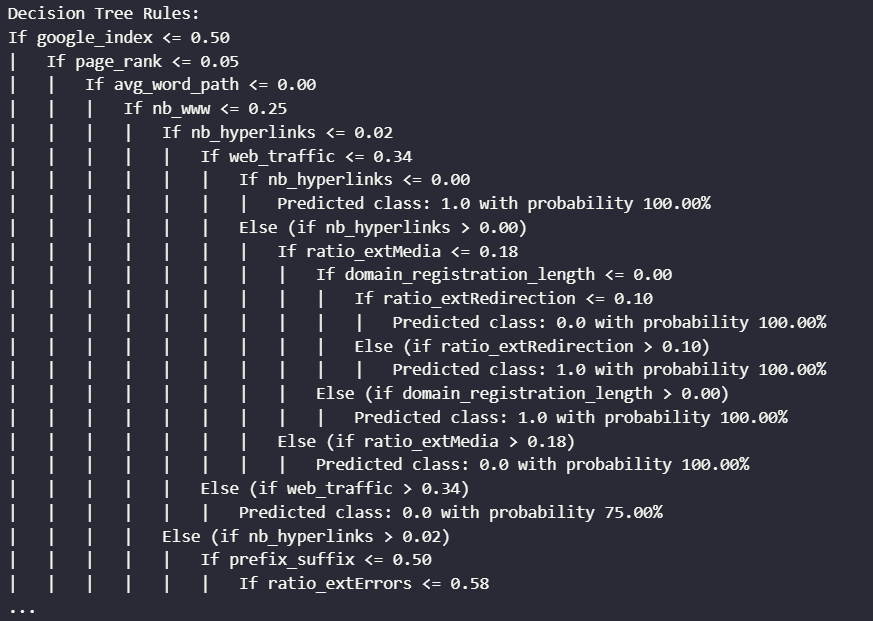 Decision Tree Rules:
If google_index <= 0.50
|   If page_rank <= 0.05
|   |   If avg_word_path <= 0.00
|   |   |   If nb_www <= 0.25
|   |   |   |   If nb_hyperlinks <= 0.02
|   |   |   |   |   If web_traffic <= 0.34
|   |   |   |   |   |   If nb_hyperlinks <= 0.00
|   |   |   |   |   |   |   Predicted class: 1.0 with probability 100.00%
|   |   |   |   |   |   Else (if nb_hyperlinks > 0.00)
|   |   |   |   |   |   |   If ratio_extMedia <= 0.18
|   |   |   |   |   |   |   |   If domain_registration_length <= 0.00
|   |   |   |   |   |   |   |   |   If ratio_extRedirection <= 0.10
|   |   |   |   |   |   |   |   |   |   Predicted class: 0.0 with probability 100.00%
|   |   |   |   |   |   |   |   |   Else (if ratio_extRedirection > 0.10)
|   |   |   |   |   |   |   |   |   |   Predicted class: 1.0 with probability 100.00%
|   |   |   |   |   |   |   |   Else (if domain_registration_length > 0.00)
|   |   |   |   |   |   |   |   |   Predicted class: 1.0 with probability 100.00%
|   |   |   |   |   |   |   Else (if ratio_extMedia > 0.18)
|   |   |   |   |   |   |   |   Predicted class: 0.0 with probability 100.00%
|   |   |   |   |   Else (if web_traffic > 0.34)
|   |   |   |   |   |   Predicted class: 0.0 with probability 75.00%
|   |   |   |   Else (if nb_hyperlinks > 0.02)
|   |   |   |   |   If prefix_suffix <= 0.50
|   |   |   |   |   |   If ratio_extErrors <= 0.58
...